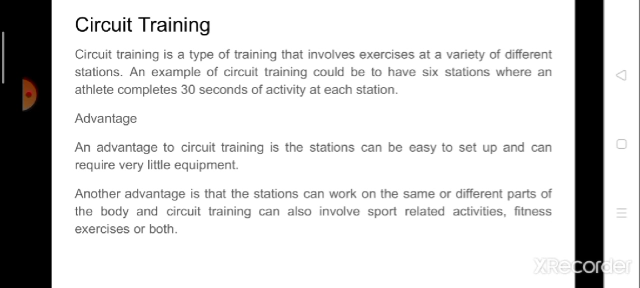 Circuit Training
Circuit training is a type of training that involves exercises at a variety of different
stations. An example of circuit training could be to have six stations where an
athlete completes 30 seconds of activity at each station.
Advantage
An advantage to circuit training is the stations can be easy to set up and can
require very little equipment.
Another advantage is that the stations can work on the same or different parts of
the body and circuit training can also involve sport related activities, fitness
exercises or both.
XRecorder